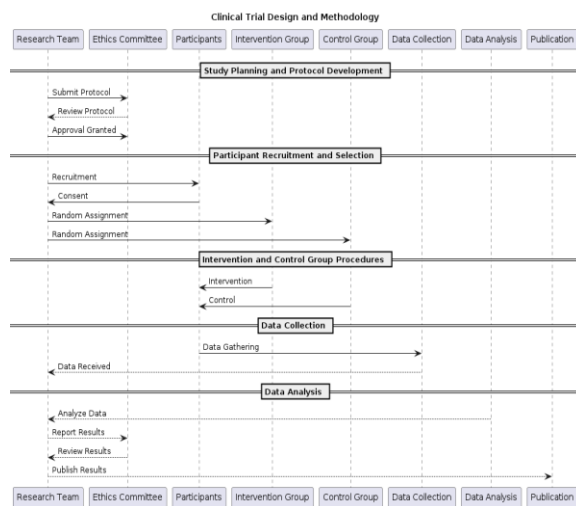 Clinical Trial Design and Methodology
Research Team Ethics Committee Participants Intervention Group Control Group Data Collection Data Analysis Publication
Study Planning and Protocol Development
Submit Protocol
Review Protocol
Approval Granted
Participant Recruitment and Selection
Recruitment
Consent
Random Assignment
Random Assignment
Intervention and Control Group Procedures
Intervention
Control
Data Collection
Data Gathering
Data Received
Data Analysis
Analyze Data
Report Results
Review Results
Publish Results
Research Team Ethics Committee Participants Intervention Group Control Group Data Collection Data Analysis Publication